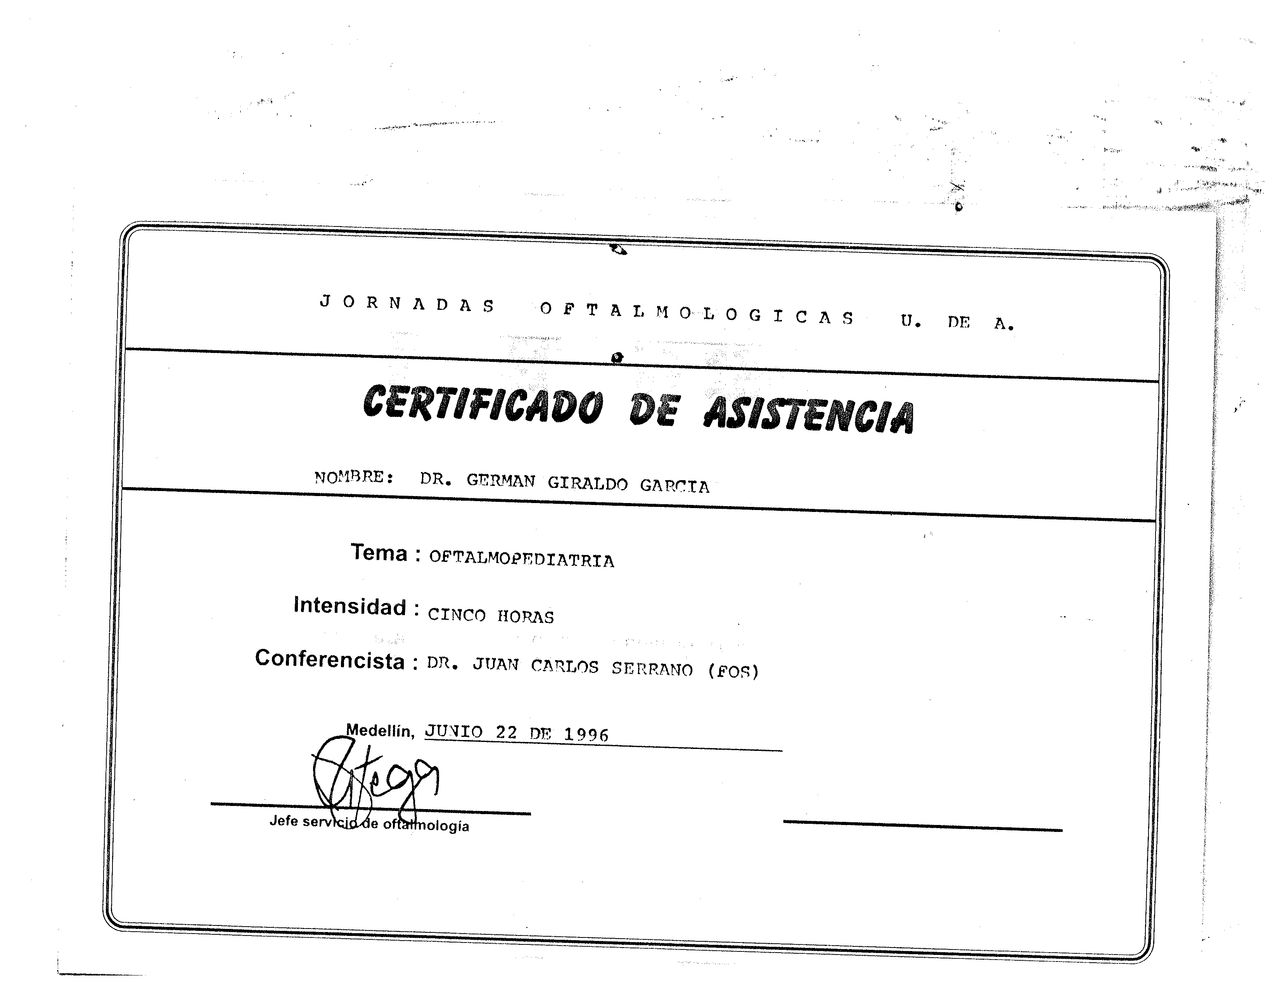 JORNADAS OFTALMOLOGICAS U. DE A.
CERTIFICADO DE ASISTENCIA
NOMBRE: DR. GERMAN GIRALDO GARCIA
Tema : OFTALMOPEDIATRIA
Intensidad : CINCO HORAS
Conferencista : DR. JUAN CARLOS SERRANO (FOS)
Medellín, JUNIO 22 DE 1996
Jefe servicio de oftalmología